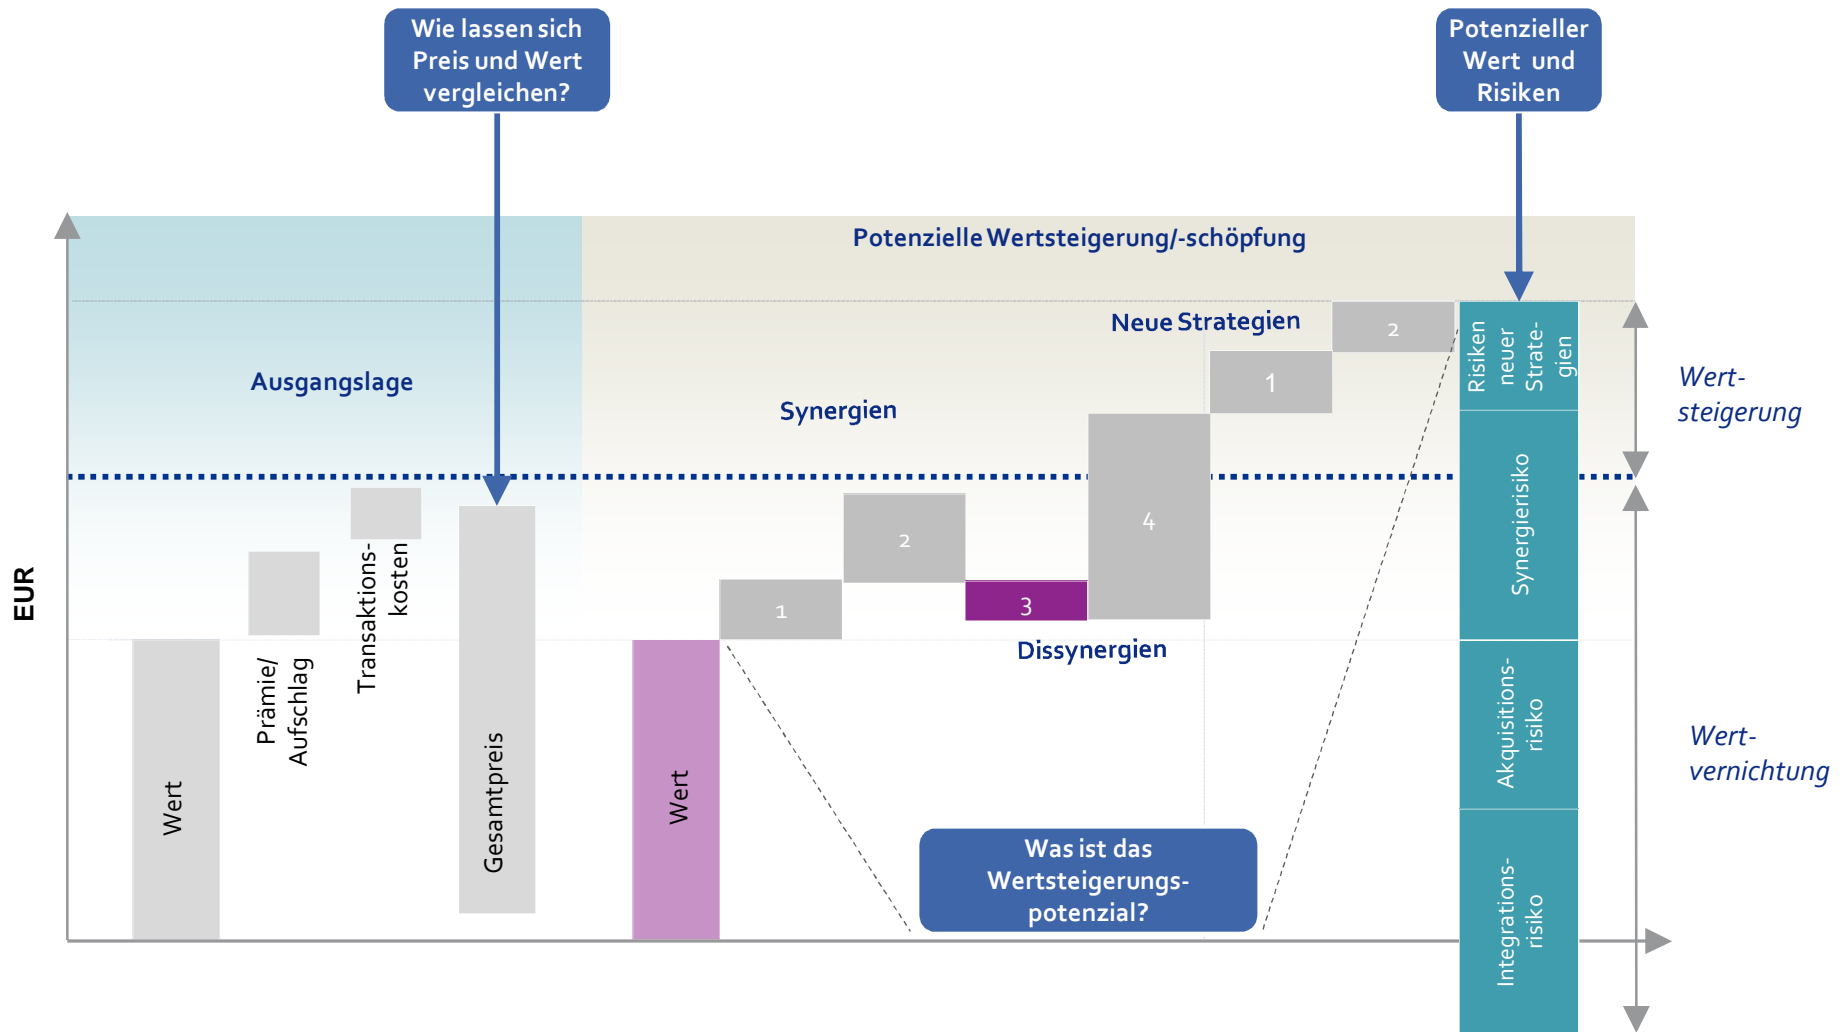 Wie lassen sich
Preis und Wert
vergleichen?
Potenzieller
Wert und
Risiken
Potenzielle Wertsteigerung/-schöpfung
Ausgangslage
Synergien
Neue Strategien
Dissynergien
EUR
Wert
Prämie/
Aufschlag
Transaktions-
kosten
Gesamtpreis
Wert
1
2
3
4
1
2
Risiken
neuer
Strate-
gien
Synergierisiko
Akquisitions-
risiko
Integrations-
risiko
Wert-
steigerung
Wert-
vernichtung
Was ist das
Wertsteigerungs-
potenzial?